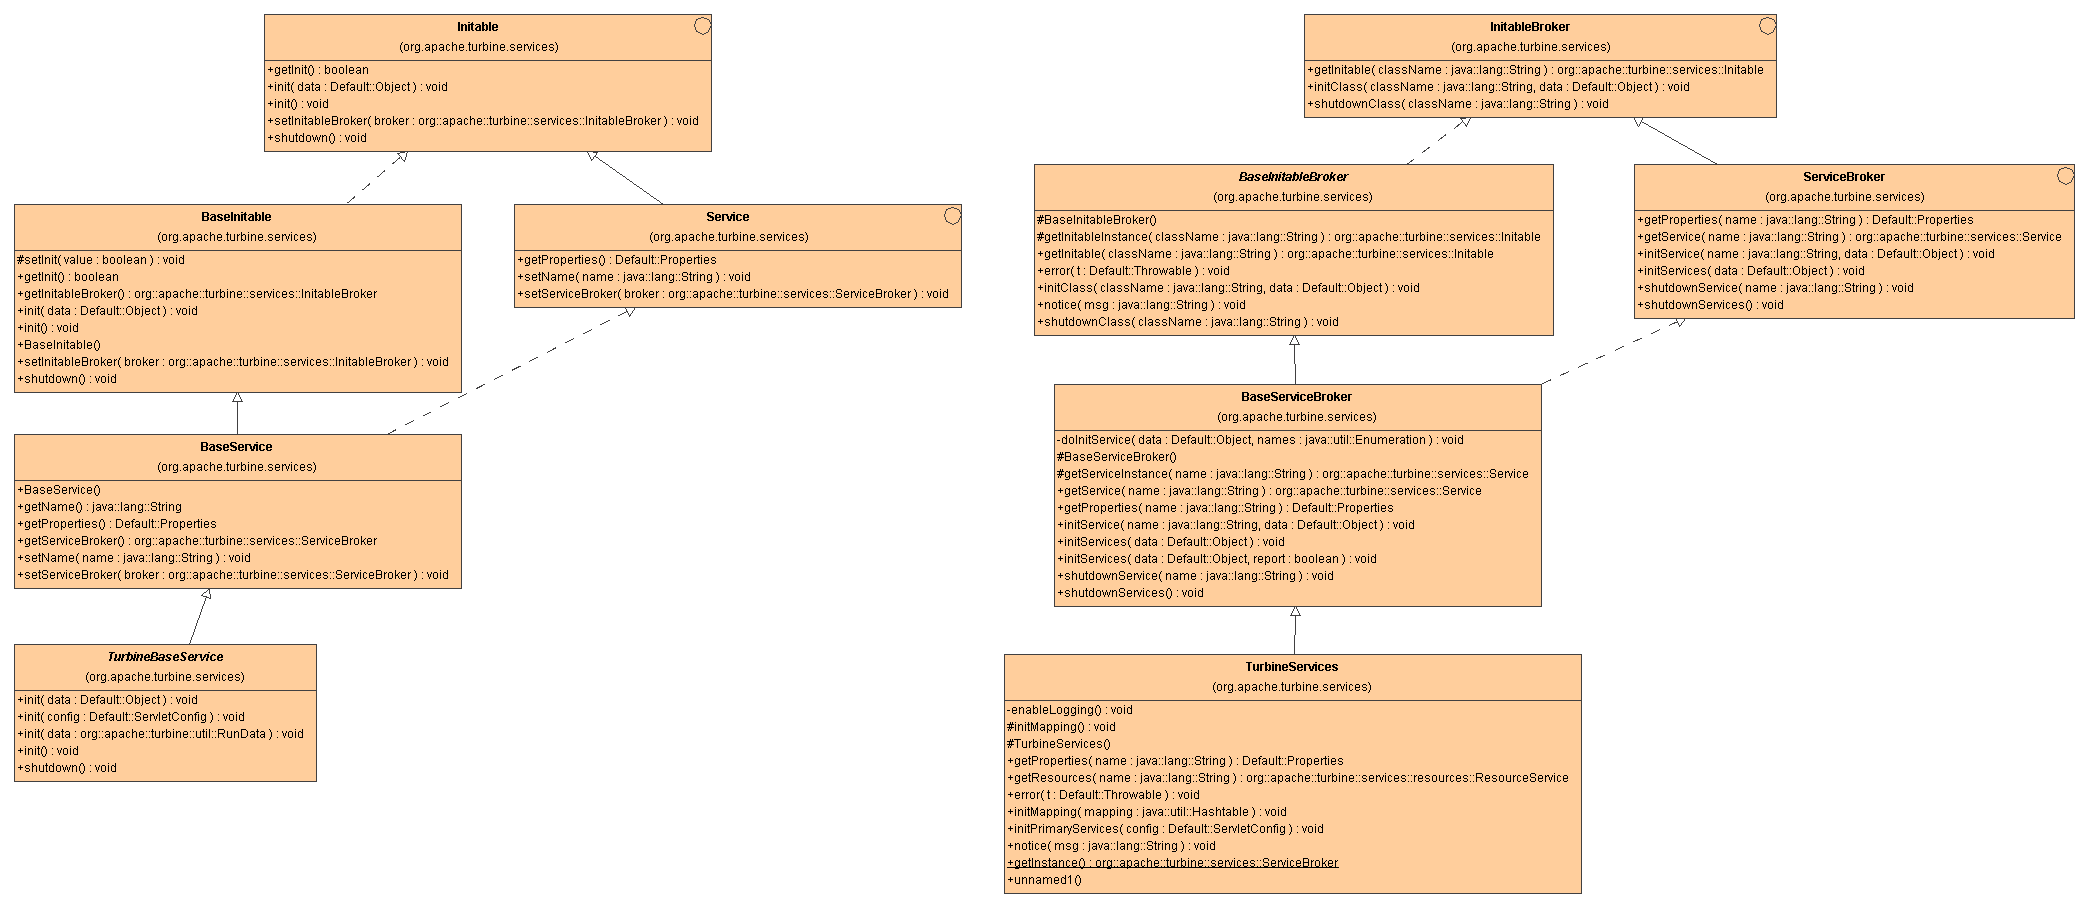 Initable
(org.apache.turbine.services)
+getInit() : boolean
+init( data : Default::Object ) : void
+init() : void
+setInitableBroker( broker : org::apache::turbine::services::InitableBroker ) : void
+shutdown() : void
InitableBroker
(org.apache.turbine.services)
+getInitable( className : java::lang::String ) : org::apache::turbine::services::Initable
+initClass( className : java::lang::String, data : Default::Object ) : void
+shutdownClass( className : java::lang::String ) : void
BaseInitable
(org.apache.turbine.services)
#setInit( value : boolean ) : void
+getInit() : boolean
+getInitableBroker() : org::apache::turbine::services::InitableBroker
+init( data : Default::Object ) : void
+init() : void
+BaseInitable()
+setInitableBroker( broker : org::apache::turbine::services::InitableBroker ) : void
+shutdown() : void
Service
(org.apache.turbine.services)
+getProperties() : Default::Properties
+setName( name : java::lang::String ) : void
+setServiceBroker( broker : org::apache::turbine::services::ServiceBroker ) : void
BaseInitableBroker
(org.apache.turbine.services)
#BaseInitableBroker()
#getInitableInstance( className : java::lang::String ) : org::apache::turbine::services::Initable
+getInitable( className : java::lang::String ) : org::apache::turbine::services::Initable
+error( t : Default::Throwable ) : void
+initClass( className : java::lang::String, data : Default::Object ) : void
+notice( msg : java::lang::String ) : void
+shutdownClass( className : java::lang::String ) : void
ServiceBroker
(org.apache.turbine.services)
+getProperties( name : java::lang::String ) : Default::Properties
+getService( name : java::lang::String ) : org::apache::turbine::services::Service
+initService( name : java::lang::String, data : Default::Object ) : void
+initServices( data : Default::Object ) : void
+shutdownService( name : java::lang::String ) : void
+shutdownServices() : void
BaseService
(org.apache.turbine.services)
+BaseService()
+getName() : java::lang::String
+getProperties() : Default::Properties
+getServiceBroker() : org::apache::turbine::services::ServiceBroker
+setName( name : java::lang::String ) : void
+setServiceBroker( broker : org::apache::turbine::services::ServiceBroker ) : void
BaseServiceBroker
(org.apache.turbine.services)
-doInitService( data : Default::Object, names : java::util::Enumeration ) : void
#BaseServiceBroker()
#getServiceInstance( name : java::lang::String ) : org::apache::turbine::services::Service
+getService( name : java::lang::String ) : org::apache::turbine::services::Service
+getProperties( name : java::lang::String ) : Default::Properties
+initService( name : java::lang::String, data : Default::Object ) : void
+initServices( data : Default::Object ) : void
+initServices( data : Default::Object, report : boolean ) : void
+shutdownService( name : java::lang::String ) : void
+shutdownServices() : void
TurbineBaseService
(org.apache.turbine.services)
+init( data : Default::Object ) : void
+init( config : Default::ServletConfig ) : void
+init( data : org::apache::turbine::util::RunData ) : void
+init() : void
+shutdown() : void
TurbineServices
(org.apache.turbine.services)
-enableLogging() : void
#initMapping() : void
#TurbineServices()
+getProperties( name : java::lang::String ) : Default::Properties
+getResources( name : java::lang::String ) : org::apache::turbine::services::resources::ResourceService
+error( t : Default::Throwable ) : void
+initMapping( mapping : java::util::Hashtable ) : void
+initPrimaryServices( config : Default::ServletConfig ) : void
+notice( msg : java::lang::String ) : void
+getInstance() : org::apache::turbine::services::ServiceBroker
+unnamed1()